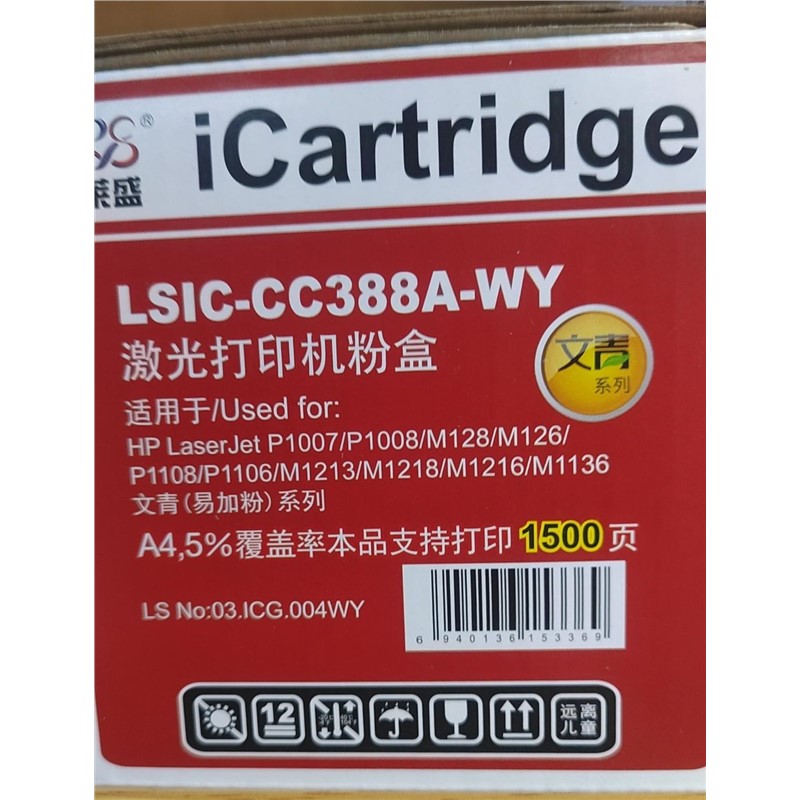 RS® iCartridge
莱盛
LSIC-CC388A-WY
激光打印机粉盒
文青
系列
适用于/Used for:
HP LaserJet P1007/P1008/M128/M126/
P1108/P1106/M1213/M1218/M1216/M1136
文青(易加粉)系列
A4,5%覆盖率本品支持打印1500页
LS No:03.ICG.004WY
6 940136 153369
12
远离
儿童